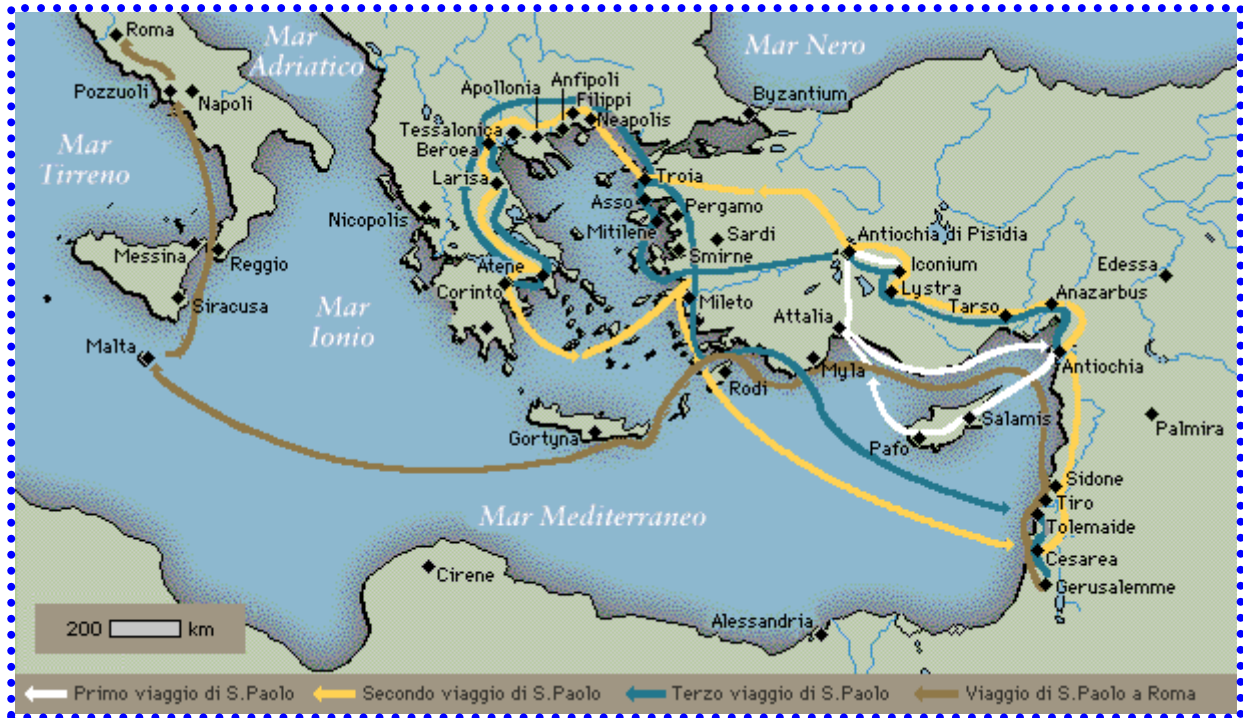 Roma
Mar
Adriatico
Mar Nero
Pozzuoli
Napoli
Apollonia
Anfipoli
Filippi
Neapolis
Byzantium
Tessalonica
Beroea
Mar
Tirreno
Larisa
Troia
Asso
Pergamo
Nicopolis
Mitilene
Sardi
Antiochia di Pisidia
Messina
Reggio
Smirne
Atene
Iconium
Edessa
Corinto
Lystra
Siracusa
Mileto
Tarso
Anazarbus
Mar
Ionio
Attalia
Malta
Myla
Antiochia
Rodi
Salamis
Palmira
Gortyna
Pafo
Sidone
Tiro
Mar Mediterraneo
Tolemaide
Cesarea
Cirene
Gerusalemme
Alessandria
200 km
Primo viaggio di S.Paolo
Secondo viaggio di S.Paolo
Terzo viaggio di S.Paolo
Viaggio di S.Paolo a Roma